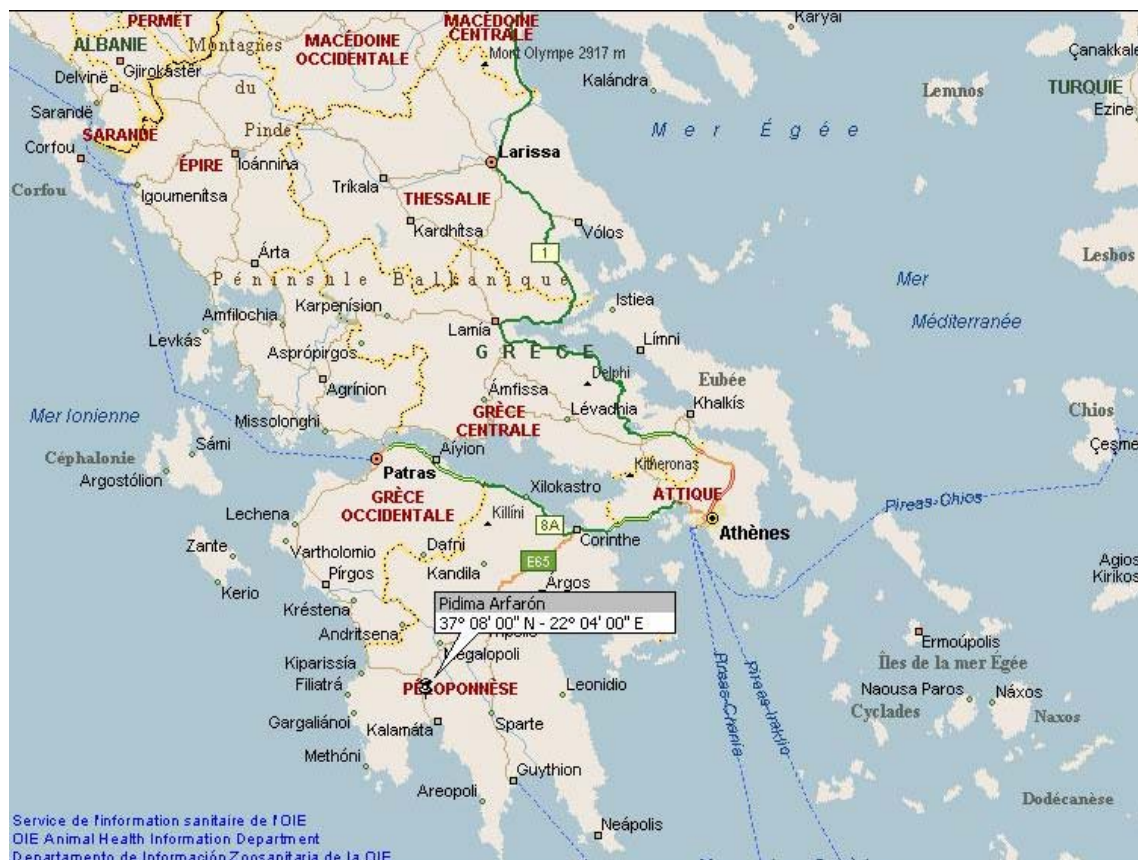 PERMËT
ALBANIE
Gjirokastër
Delvinë
Sarandë
SARANDË
Corfou
Corfou
Montagnes
du
Pinde
MACÉDOINE
OCCIDENTALE
MACÉDOINE
CENTRALE
Mont Olympe 2917 m
Karyai
Kalándra
Mer Égée
Lemnos
Çanakkale
TURQUIE
Ezine
ÉPIRE
Ioánnina
Igoumenítsa
Larissa
Tríkala
THESSALIE
Kardhítsa
Vólos
1
Árta
Péninsule Balkanique
Lesbos
Mer
Méditerranée
Karpenísion
Amfilochia
Levkás
Asprópirgos
Lamía
Istiea
Límni
GRÈCE
Delphi
Agrínion
Ámfissa
Eubée
Missolonghi
Lévadhia
Khalkís
GRÈCE
CENTRALE
Chios
Çeşme
Mer Ionienne
Sámi
Céphalonie
Argostólion
Patras
Aíyion
Kitheronas
Xilokastro
ATTIQUE
GRÈCE
OCCIDENTALE
Pireas-Chios
Lechena
Killíni
8A
Corinthe
Athènes
Zante
Vartholomio
Dafni
E65
Kandila
Agios
Kirikos
Kerio
Pírgos
Árgos
Kréstena
Pidima Arfarón
37° 08' 00" N - 22° 04' 00" E
Andritsena
Megalopoli
Ermoúpolis
Îles de la mer Égée
Kiparissía
Filiatrá
PÉLOPONNÈSE
Leonidio
Naousa Paros
Náxos
Cyclades
Naxos
Gargaliánoi
Kalamáta
Sparte
Pireas-Chania
Pireas-Iraklio
Methóni
Guythion
Areopoli
Dodécanèse
Neápolis
Service de l'information sanitaire de l'OIE
OIE Animal Health Information Department
Departamento de Información Zoosanitaria de la OIE